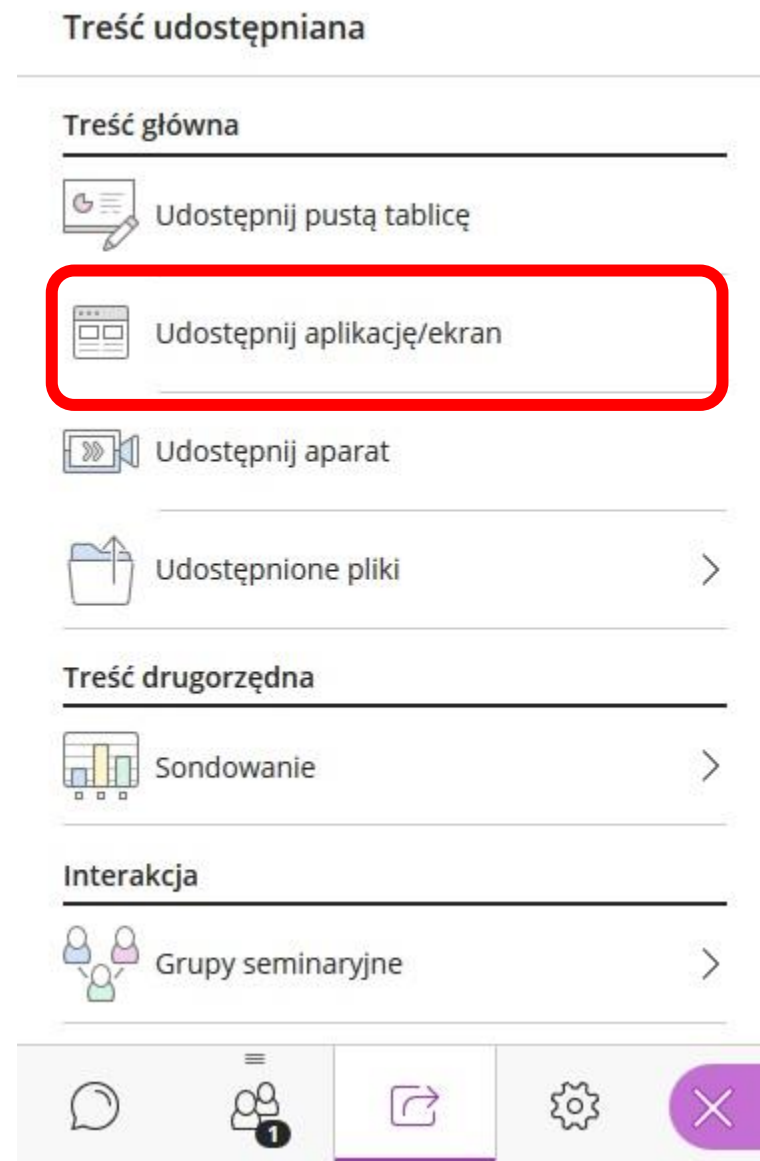 Treść udostępniana
Treść główna
Udostępnij pustą tablicę
Udostępnij aplikację/ekran
Udostępnij aparat
Udostępnione pliki
Treść drugorzędna
Sondowanie
Interakcja
Grupy seminaryjne
1